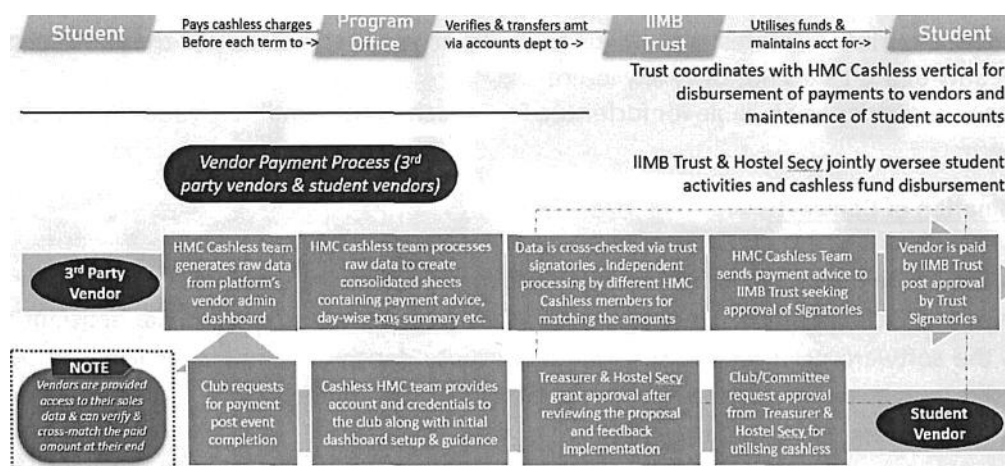 Student
Pays cashless charges
Before each term to ->
Program
Office
Verifies & transfers amt
via accounts dept to ->
IIMB
Trust
Utilises funds &
maintains acct for->
Student
Trust coordinates with HMC Cashless vertical for
disbursement of payments to vendors and
maintenance of student accounts
Vendor Payment Process (3rd
party vendors & student vendors)
IIMB Trust & Hostel Secy jointly oversee student
activities and cashless fund disbursement
3rd Party
Vendor
HMC Cashless team
generates raw data
from platform's
vendor admin
dashboard
HMC cashless team processes
raw data to create
consolidated sheets
containing payment advice,
day-wise txns summary etc.
Data is cross-checked via trust
signatories , independent
processing by different HMC
Cashless members for
matching the amounts
HMC Cashless Team
sends payment advice to
IIMB Trust seeking
approval of Signatories
Vendor is paid
by IIMB Trust
post approval
by Trust
Signatories
NOTE
Vendors are provided
access to their sales
data & can verify &
cross-match the paid
amount at their end
Club requests
for payment
post event
completion
Cashless HMC team provides
account and credentials to
the club along with initial
dashboard setup & guidance
Treasurer & Hostel Secy
grant approval after
reviewing the proposal
and feedback
implementation
Club/Committee
request approval
from Treasurer &
Hostel Secy for
utilising cashless
Student
Vendor